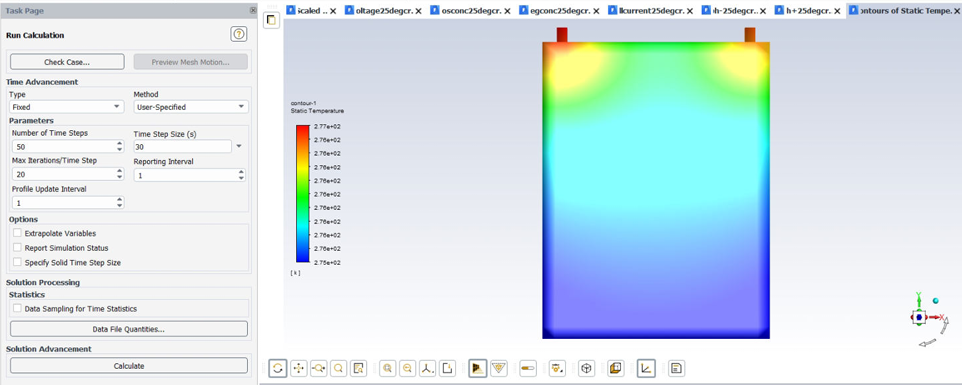 Task Page
Run Calculation
Check Case...
Preview Mesh Motion...
Time Advancement
Type
Method
Fixed
User-Specified
Parameters
Number of Time Steps
Time Step Size (s)
50
30
Max Iterations/Time Step
Reporting Interval
20
1
Profile Update Interval
1
Options
Extrapolate Variables
Report Simulation Status
Specify Solid Time Step Size
Solution Processing
Statistics
Data Sampling for Time Statistics
Data File Quantities...
Solution Advancement
Calculate
scaled ..
oltage25degcr.
osconc25degcr.
egconc-25degcr.
llcurrent25degcr.
h-25degcr.
h+25degcr.
ontours of Static Tempe.
contour-1
Static Temperature
2.77e+02
2.76e+02
2.76e+02
2.76e+02
2.76e+02
2.76e+02
2.76e+02
2.76e+02
2.76e+02
2.76e+02
2.75e+02
[ k ]
Y
X